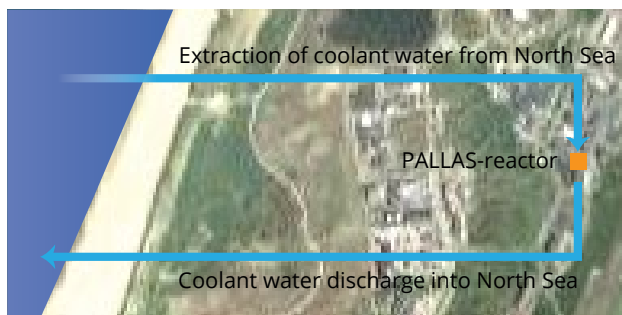 Extraction of coolant water from North Sea
PALLAS-reactor
Coolant water discharge into North Sea